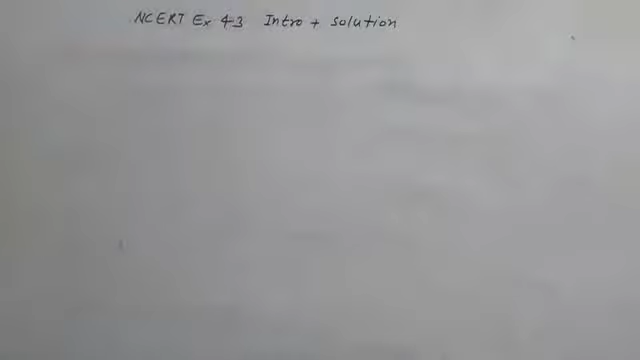 NCERT Ex 4.3 Intro + solution